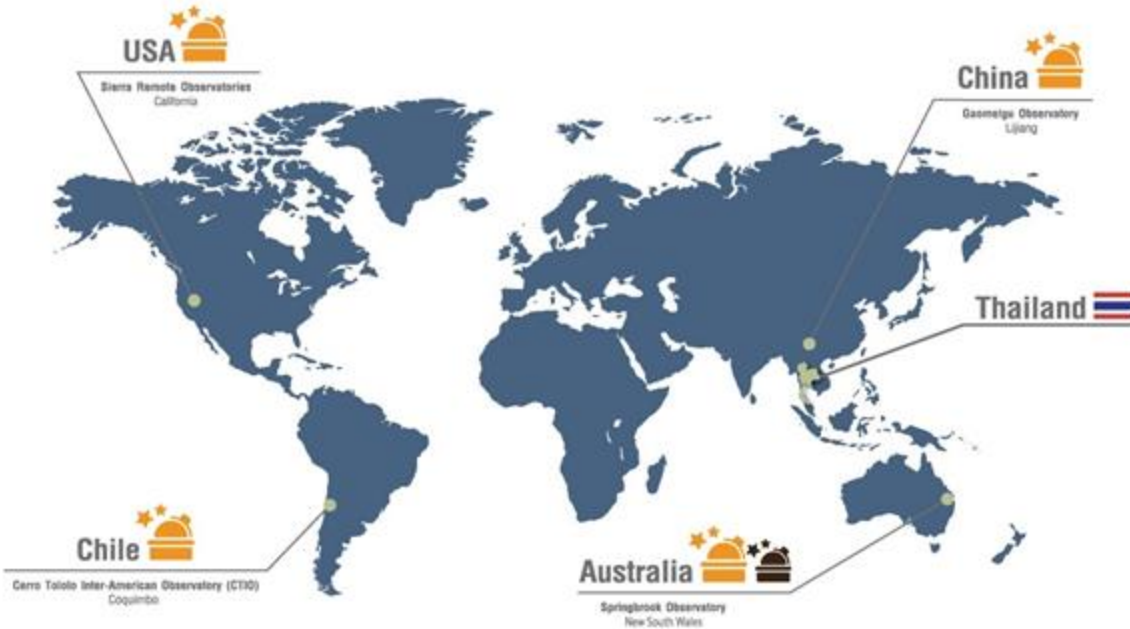 USA
Sierra Remote Observatories
California
China
Gaomeigu Observatory
Lijiang
Thailand
Chile
Cerro Tololo Inter-American Observatory (CTIO)
Coquimbo
Australia
Springbrook Observatory
New South Wales